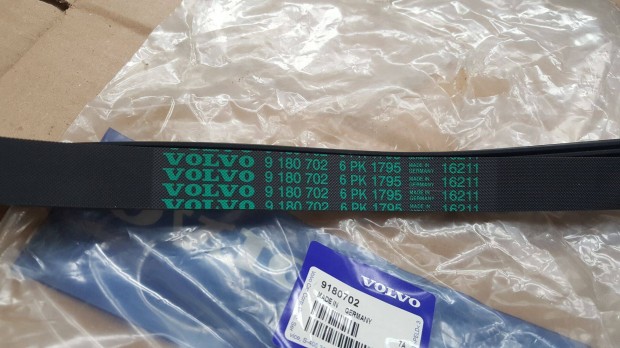 VOLVO 9 180 702 6 PK 1795 MADE IN GERMANY 16211
VOLVO 9 180 702 6 PK 1795 MADE IN GERMANY 16211
VOLVO 9 180 702 6 PK 1795 MADE IN GERMANY 16211
VOLVO 9 180 702 6 PK 1795 MADE IN 16211
VOLVO
9180702
MADE IN GERMANY